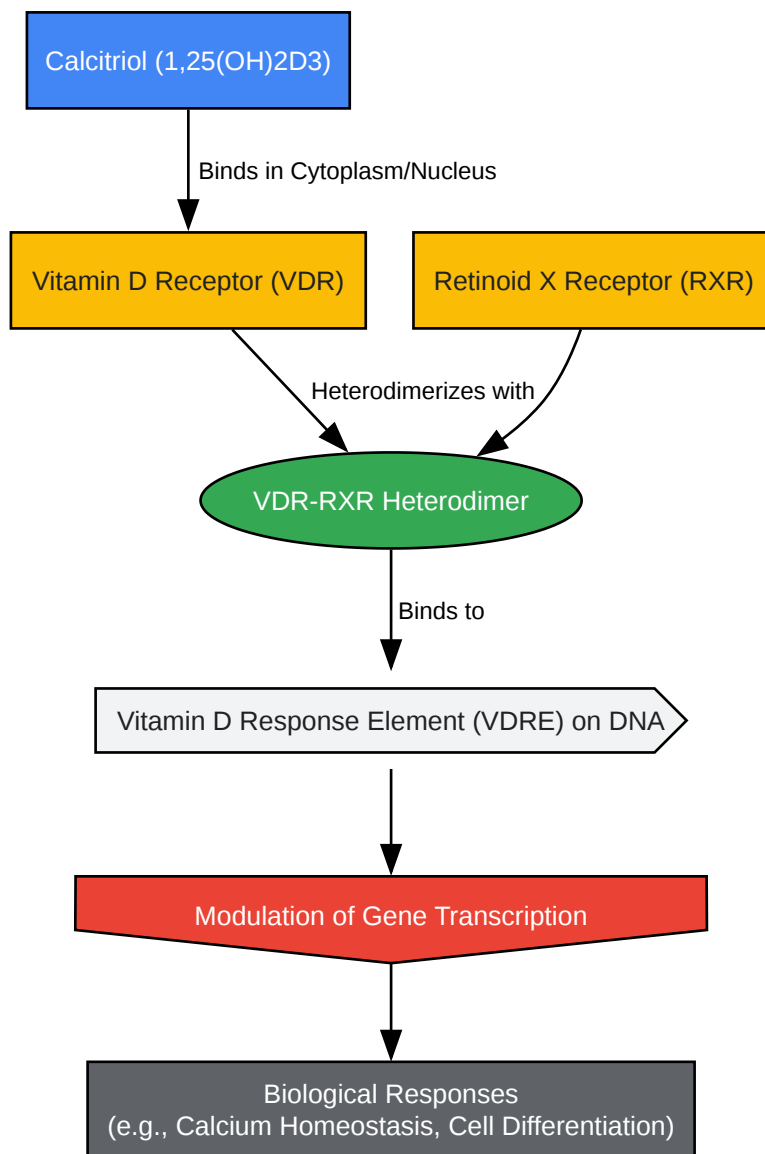 Calcitriol (1,25(OH)2D3)
Binds in Cytoplasm/Nucleus
Vitamin D Receptor (VDR)
Retinoid X Receptor (RXR)
Heterodimerizes with
VDR-RXR Heterodimer
Binds to
Vitamin D Response Element (VDRE) on DNA
Modulation of Gene Transcription
Biological Responses
(e.g., Calcium Homeostasis, Cell Differentiation)